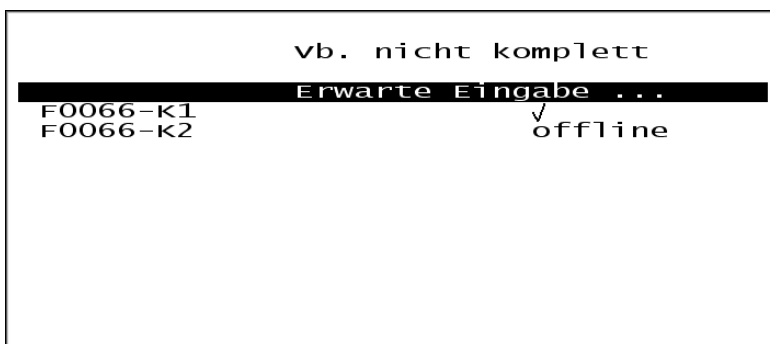 Vb. nicht komplett
Erwarte Eingabe ...
F0066-K1 √
F0066-K2 offline